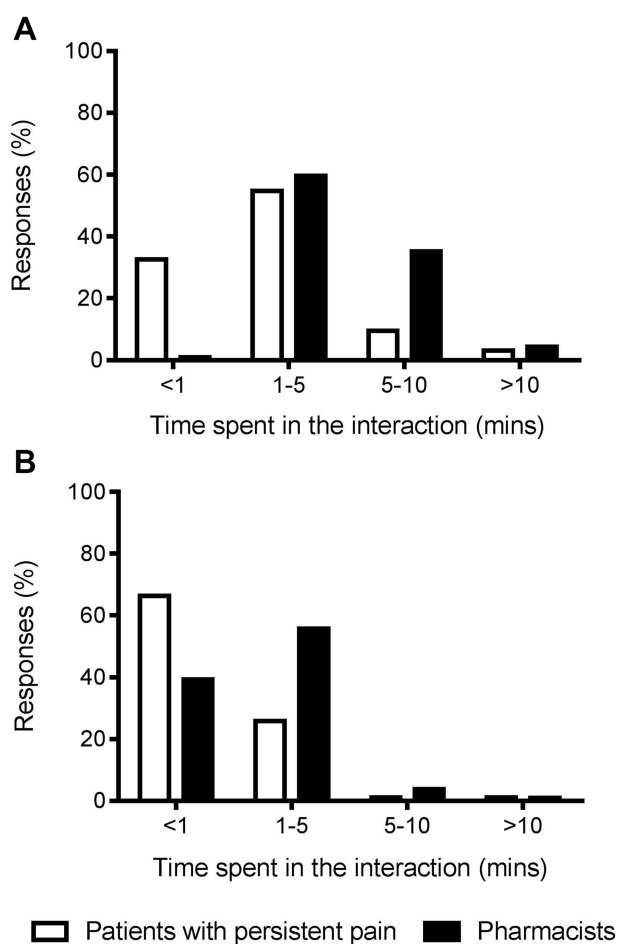 A
Responses (%)
100
80
60
40
20
0
<1 1-5 5-10 >10
Time spent in the interaction (mins)
B
Responses (%)
100
80
60
40
20
0
<1 1-5 5-10 >10
Time spent in the interaction (mins)
Patients with persistent pain Pharmacists